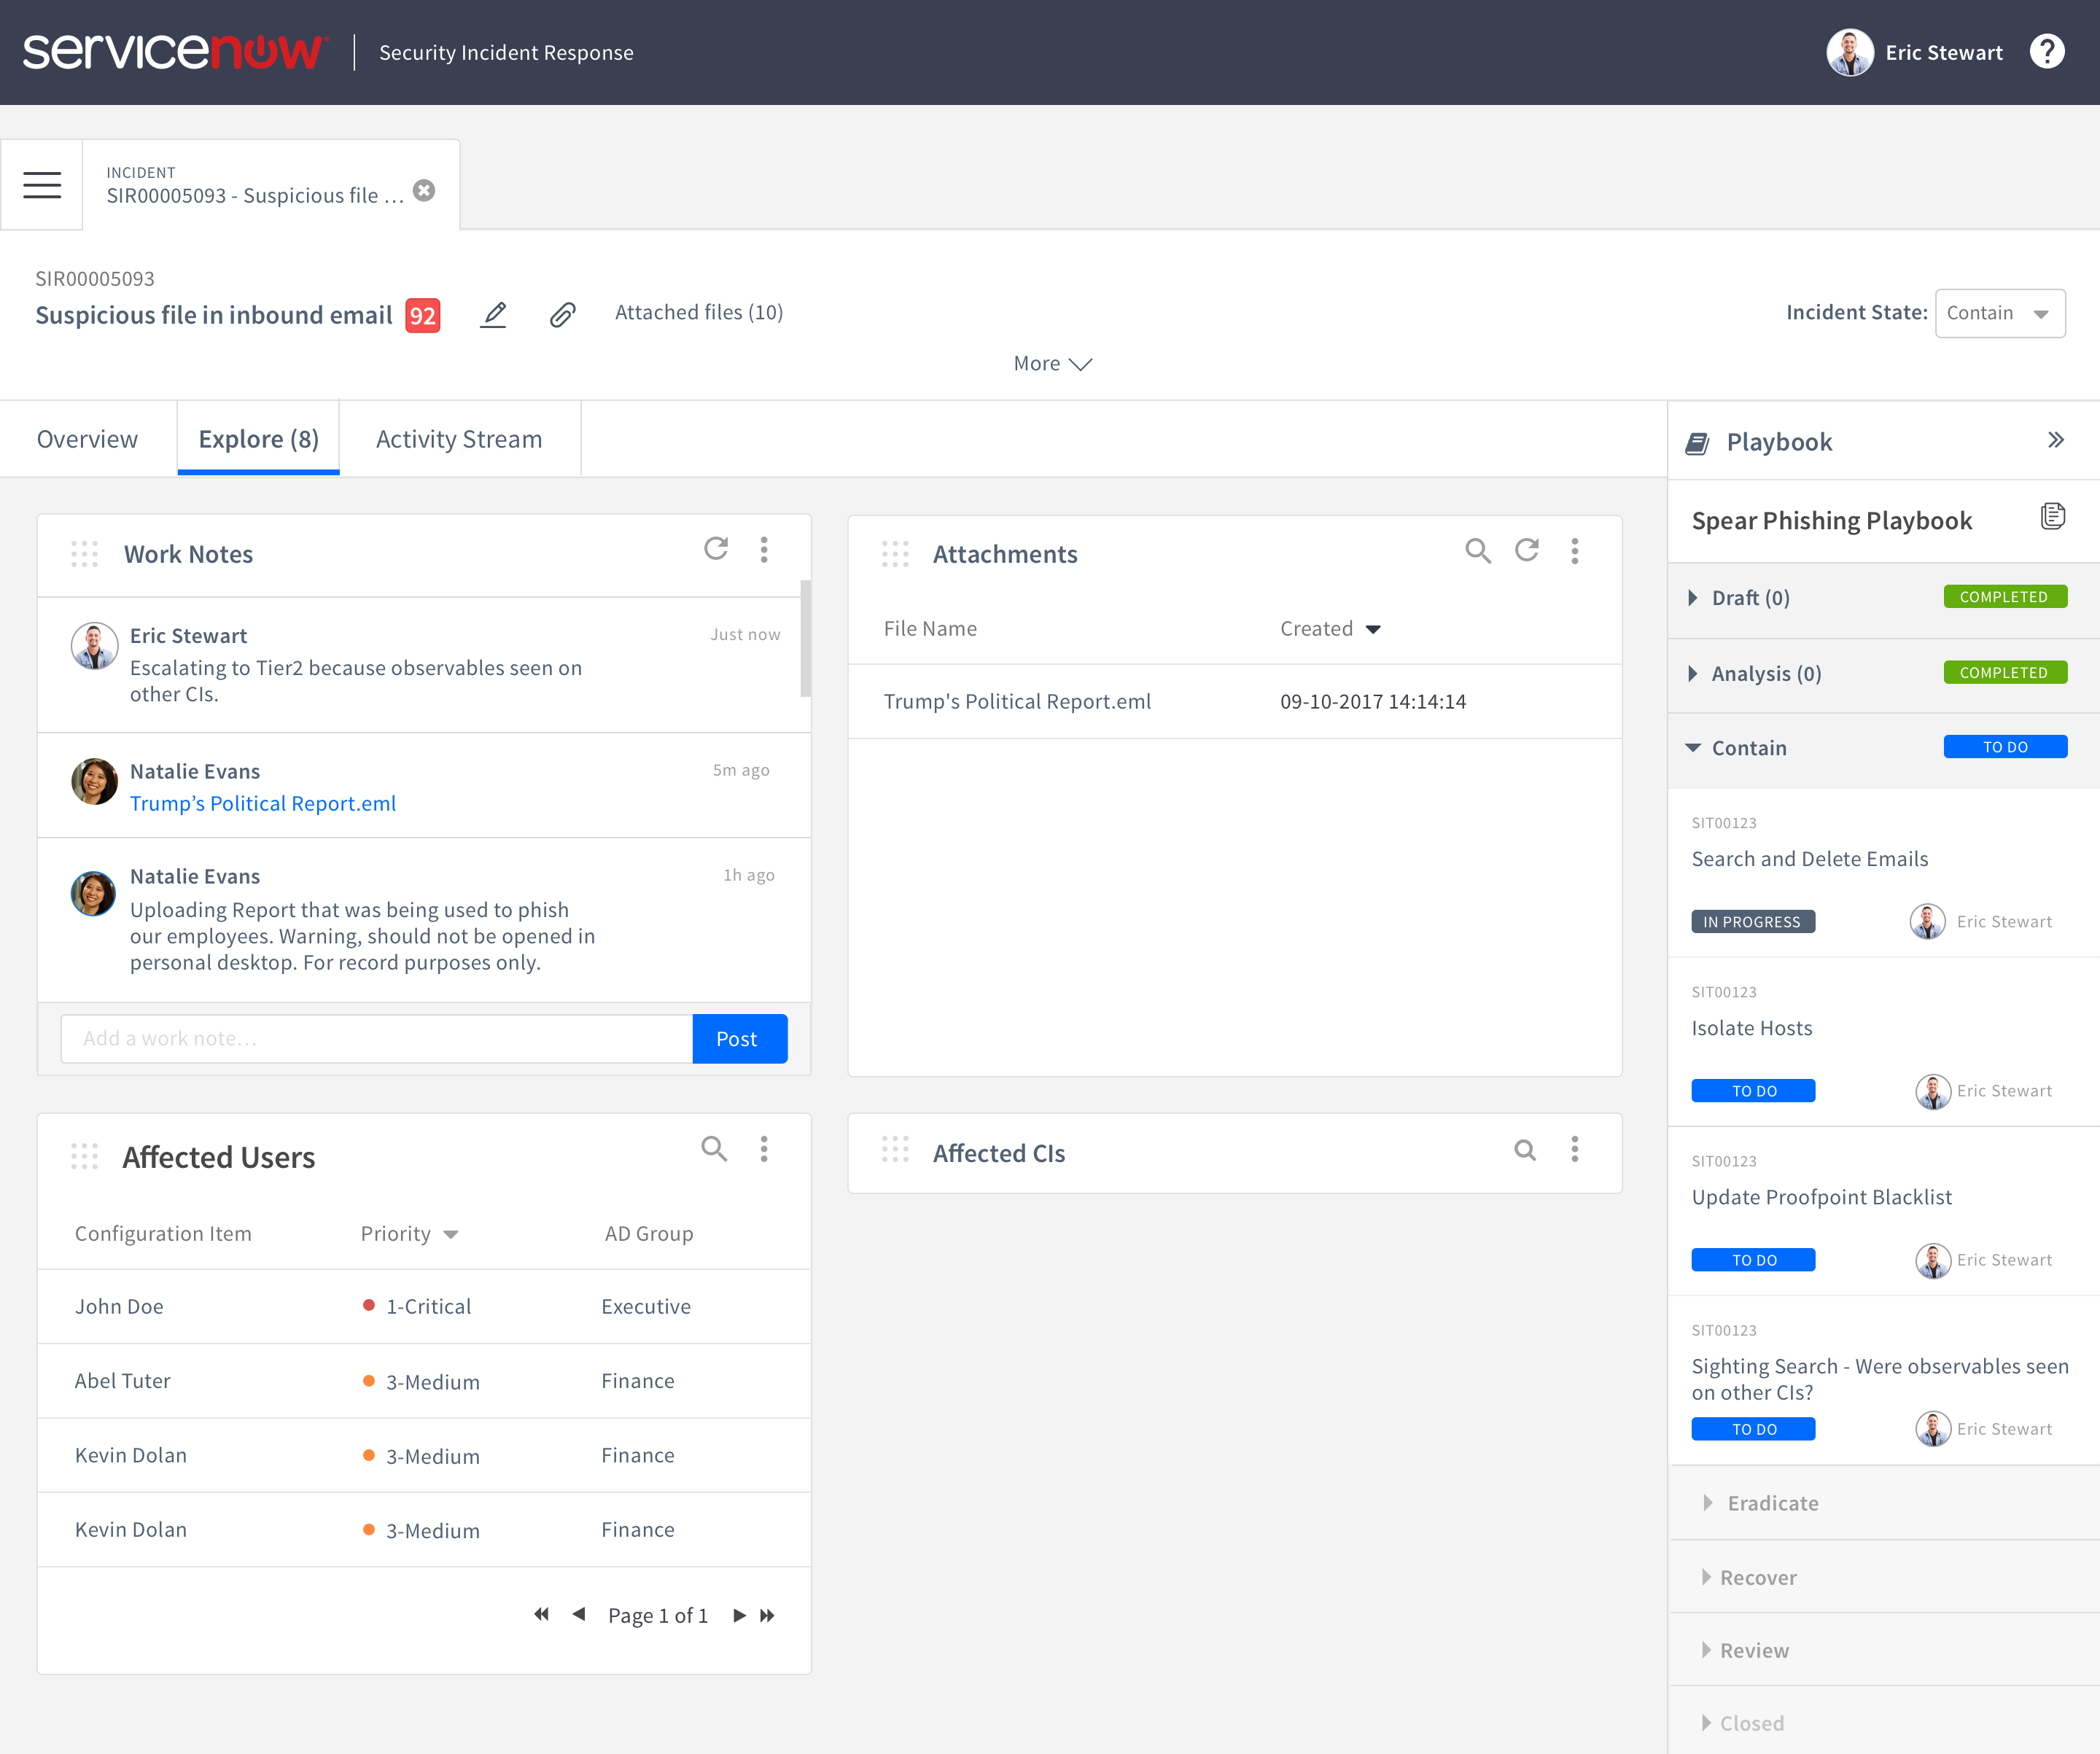 servicenow
Security Incident Response
Eric Stewart
INCIDENT
SIR00005093 - Suspicious file ...
SIR00005093
Suspicious file in inbound email 92
Attached files (10)
Incident State: Contain
More
Overview
Explore (8)
Activity Stream
Work Notes
Eric Stewart
Just now
Escalating to Tier2 because observables seen on
other CIs.
Natalie Evans
5m ago
Trump’s Political Report.eml
Natalie Evans
1h ago
Uploading Report that was being used to phish
our employees. Warning, should not be opened in
personal desktop. For record purposes only.
Add a work note...
Post
Attachments
File Name Created
Trump's Political Report.eml 09-10-2017 14:14:14
Affected Users
Configuration Item Priority AD Group
John Doe 1-Critical Executive
Abel Tuter 3-Medium Finance
Kevin Dolan 3-Medium Finance
Kevin Dolan 3-Medium Finance
Page 1 of 1
Affected CIs
Playbook
Spear Phishing Playbook
Draft (0) COMPLETED
Analysis (0) COMPLETED
Contain TO DO
SIT00123
Search and Delete Emails
IN PROGRESS Eric Stewart
SIT00123
Isolate Hosts
TO DO Eric Stewart
SIT00123
Update Proofpoint Blacklist
TO DO Eric Stewart
SIT00123
Sighting Search - Were observables seen
on other CIs?
TO DO Eric Stewart
Eradicate
Recover
Review
Closed